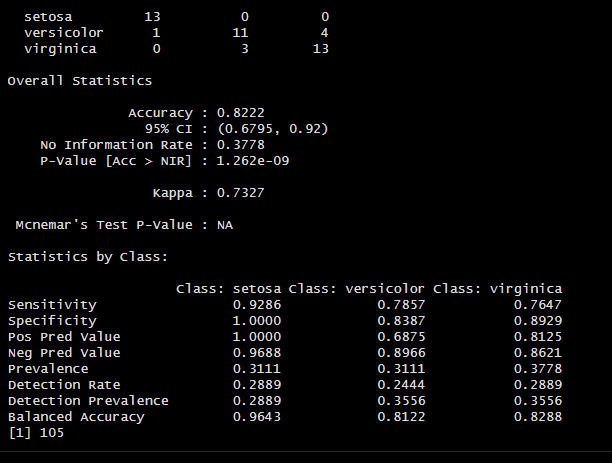 setosa 13 0 0
versicolor 1 11 4
virginica 0 3 13
Overall Statistics
Accuracy : 0.8222
95% CI : (0.6795, 0.92)
No Information Rate : 0.3778
P-Value [Acc > NIR] : 1.262e-09
Kappa : 0.7327
Mcnemar's Test P-Value : NA
Statistics by Class:
Class: setosa Class: versicolor Class: virginica
Sensitivity 0.9286 0.7857 0.7647
Specificity 1.0000 0.8387 0.8929
Pos Pred Value 1.0000 0.6875 0.8125
Neg Pred Value 0.9688 0.8966 0.8621
Prevalence 0.3111 0.3111 0.3778
Detection Rate 0.2889 0.2444 0.2889
Detection Prevalence 0.2889 0.3556 0.3556
Balanced Accuracy 0.9643 0.8122 0.8288
[1] 105